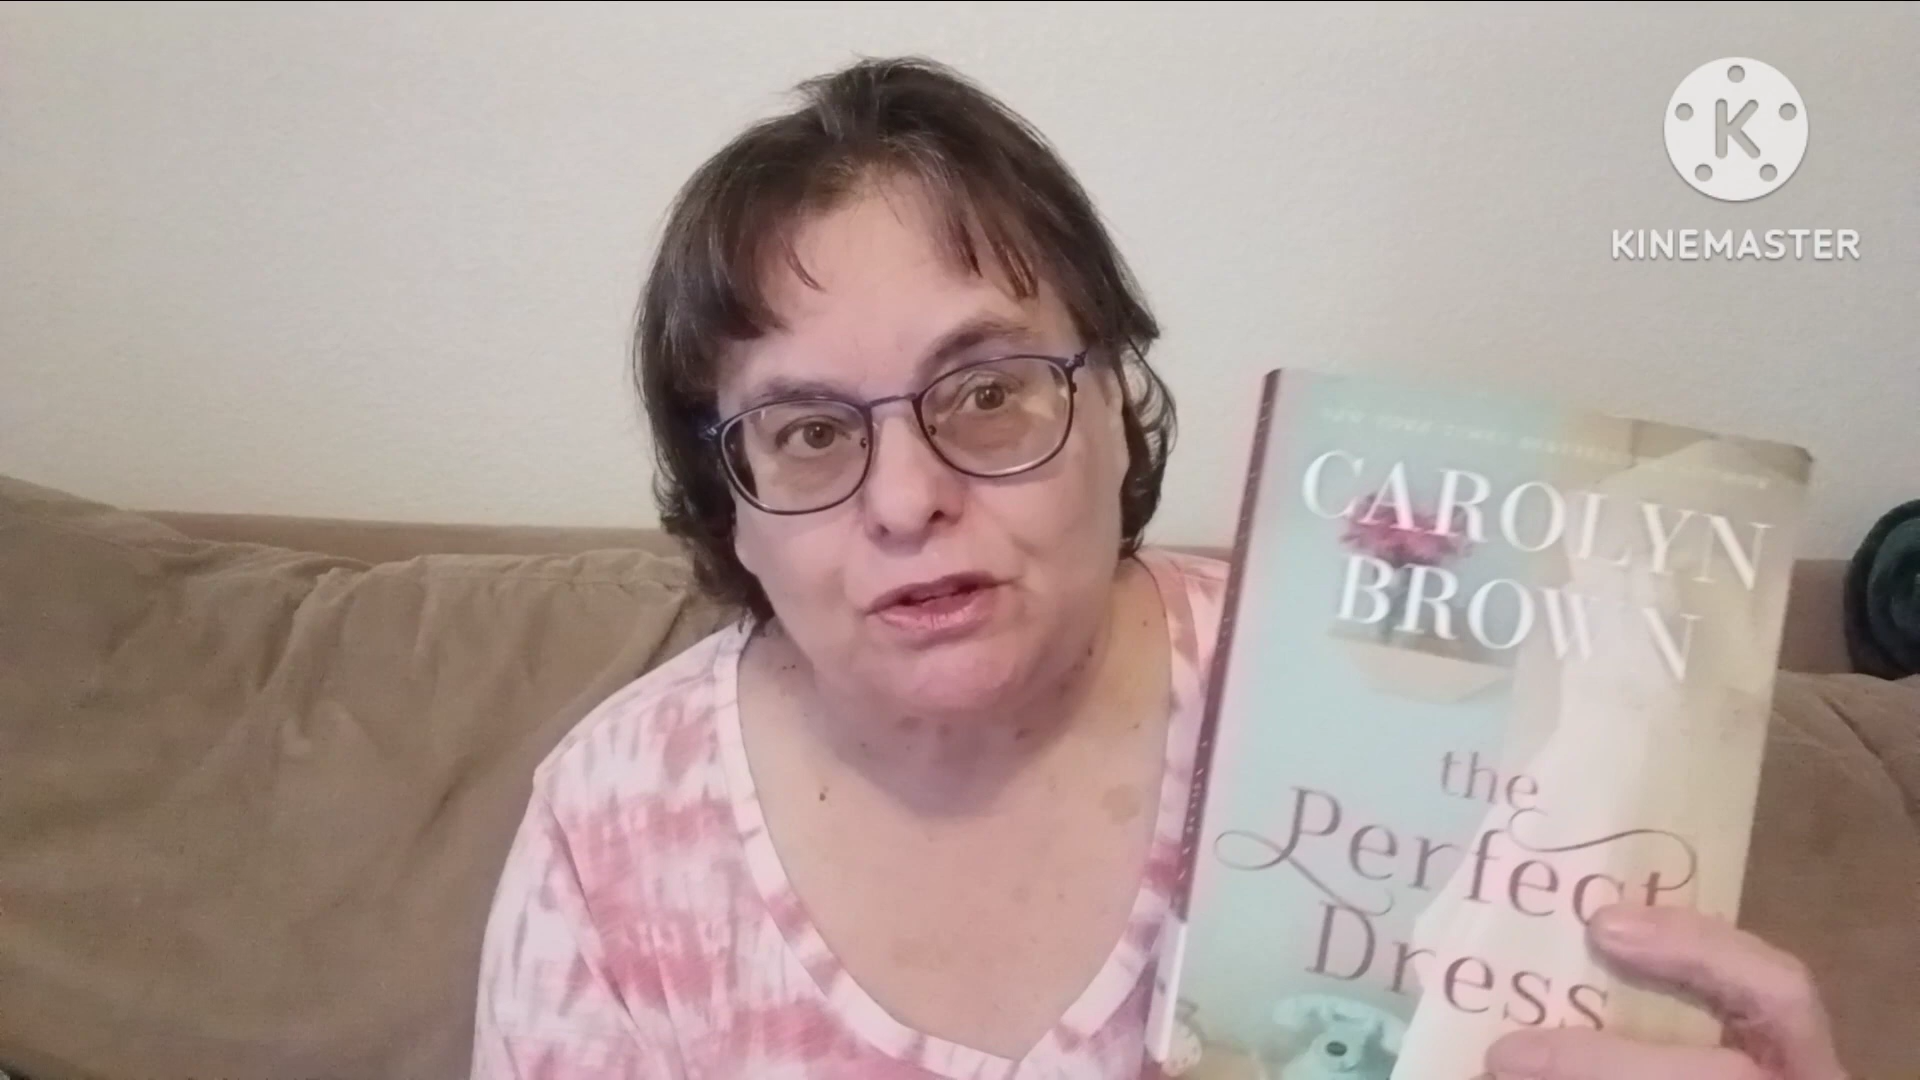 K
KINEMASTER
CAROLYN
BROWN
the
Perfect
Dress